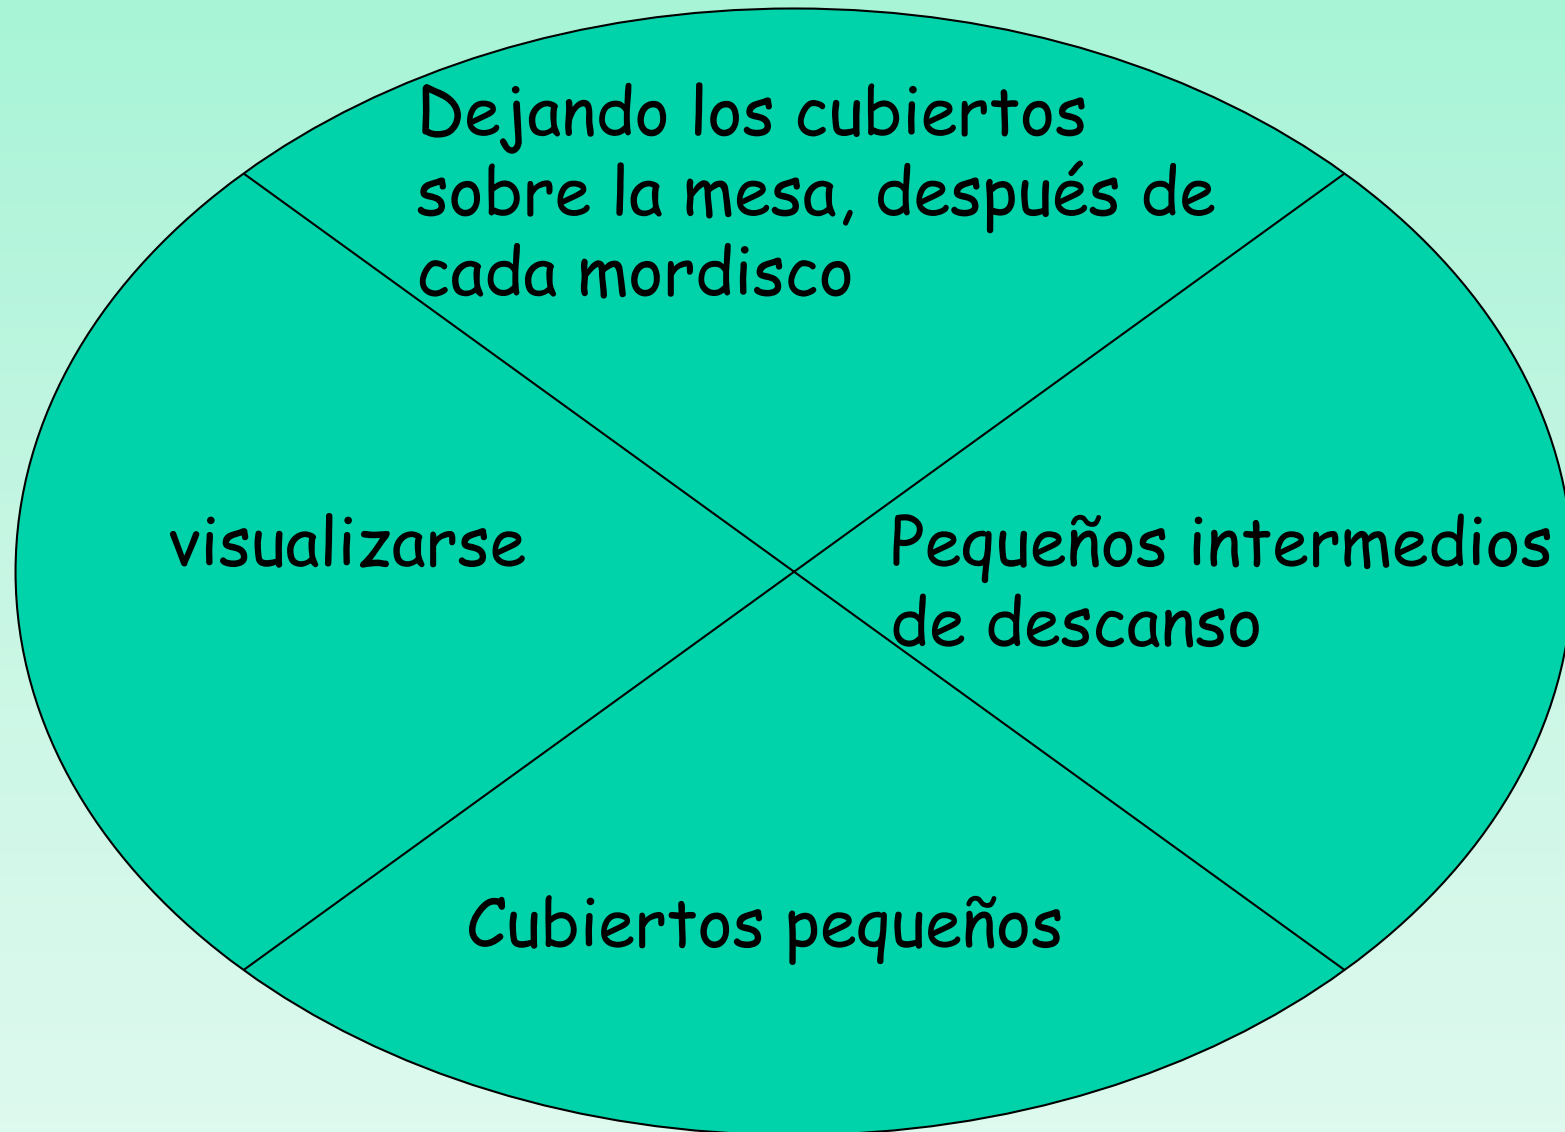 Dejando los cubiertos
sobre la mesa, después de
cada mordisco
visualizarse
Pequeños intermedios
de descanso
Cubiertos pequeños